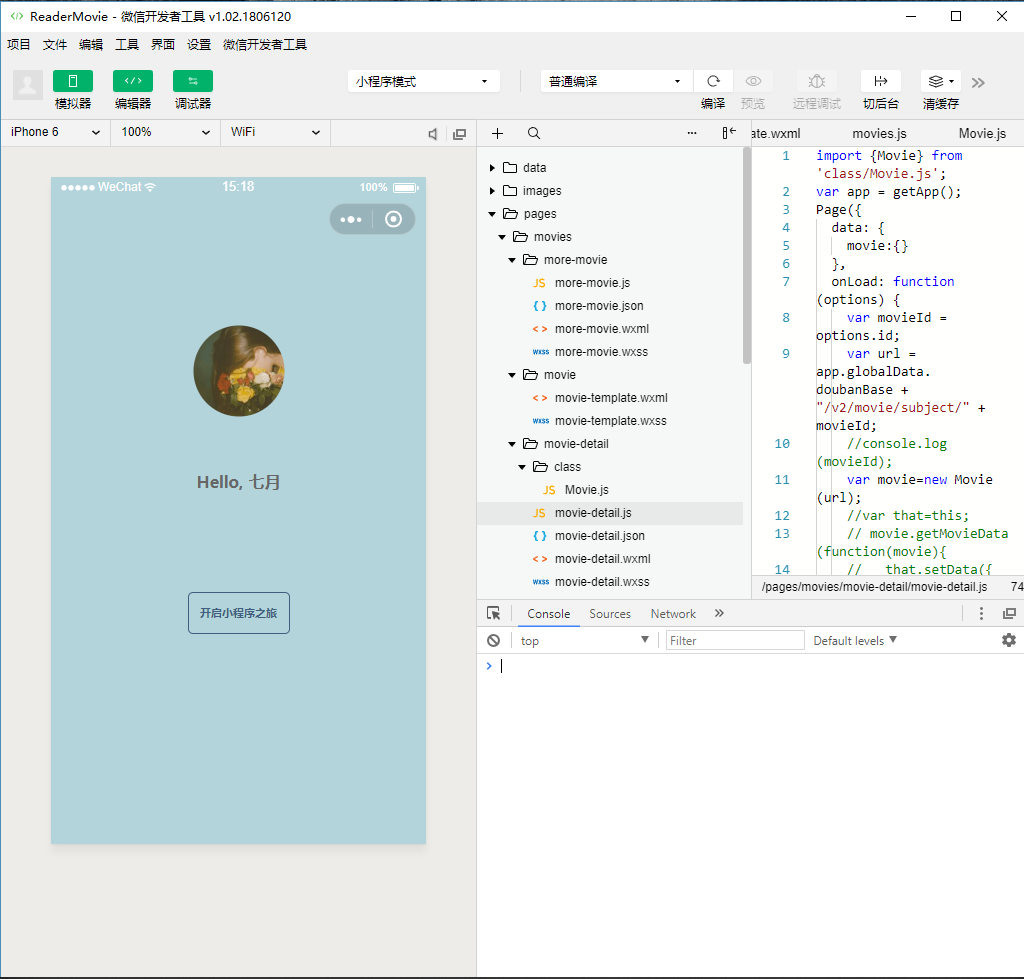 ReaderMovie - 微信开发者工具 v1.02.1806120
项目 文件 编辑 工具 界面 设置 微信开发者工具
模拟器 编辑器 调试器
小程序模式
普通编译
编译 预览 远程调试 切后台 清缓存
iPhone 6 100% WiFi
WeChat 15:18 100%
Hello, 七月
开启小程序之旅
data
images
pages
movies
more-movie
JS more-movie.js
{ } more-movie.json
< > more-movie.wxml
wxss more-movie.wxss
movie
< > movie-template.wxml
wxss movie-template.wxss
movie-detail
class
JS Movie.js
JS movie-detail.js
{ } movie-detail.json
< > movie-detail.wxml
wxss movie-detail.wxss
ate.wxml movies.js Movie.js
1 import {Movie} from
'class/Movie.js';
2 var app = getApp();
3 Page({
4 data: {
5 movie:{}
6 },
7 onLoad: function
(options) {
8 var movieId =
options.id;
9 var url =
app.globalData.
doubanBase +
"/v2/movie/subject/" +
movieId;
10 //console.log
(movieId);
11 var movie=new Movie
(url);
12 //var that=this;
13 // movie.getMovieData
(function(movie){
14 // that.setData({
/pages/movies/movie-detail/movie-detail.js 74
Console Sources Network
top Filter Default levels